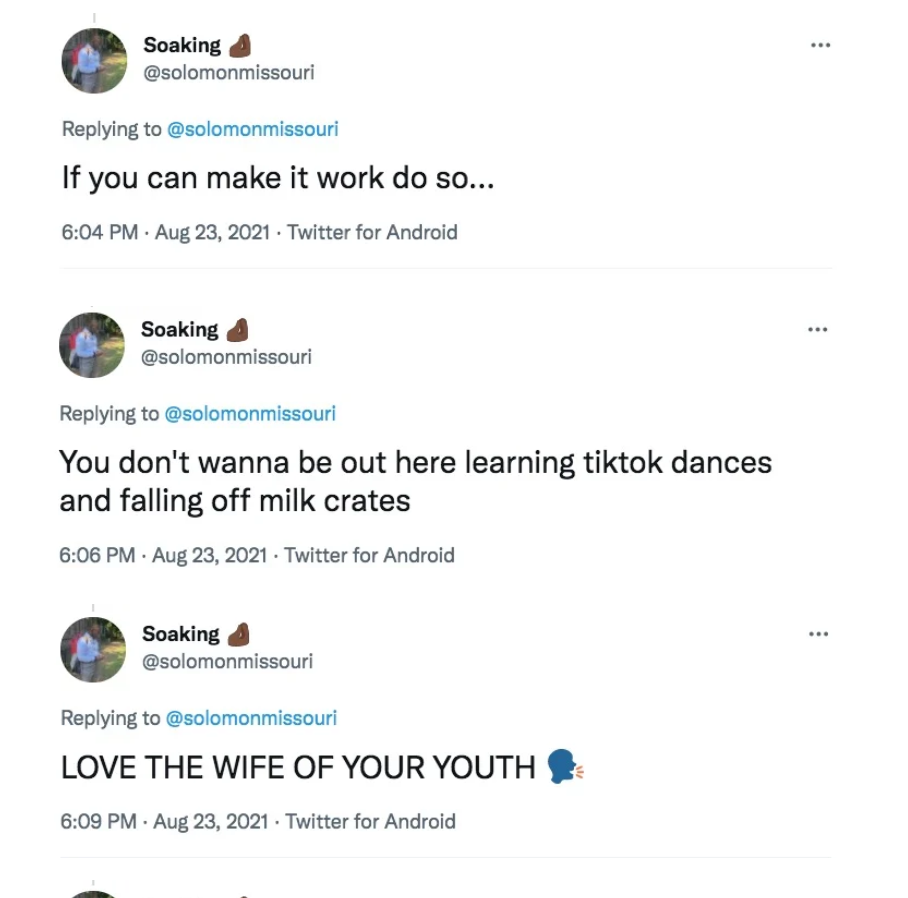 Soaking 🤌🏿
@solomonmissouri
Replying to @solomonmissouri
If you can make it work do so...
6:04 PM · Aug 23, 2021 · Twitter for Android
Soaking 🤌🏿
@solomonmissouri
Replying to @solomonmissouri
You don't wanna be out here learning tiktok dances
and falling off milk crates
6:06 PM · Aug 23, 2021 · Twitter for Android
Soaking 🤌🏿
@solomonmissouri
Replying to @solomonmissouri
LOVE THE WIFE OF YOUR YOUTH 🗣️
6:09 PM · Aug 23, 2021 · Twitter for Android